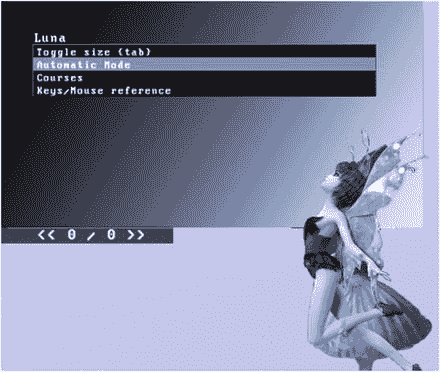 Luna
Toggle size (tab)
Automatic Mode
Courses
Keys/Mouse reference
<< 0 / 0 >>